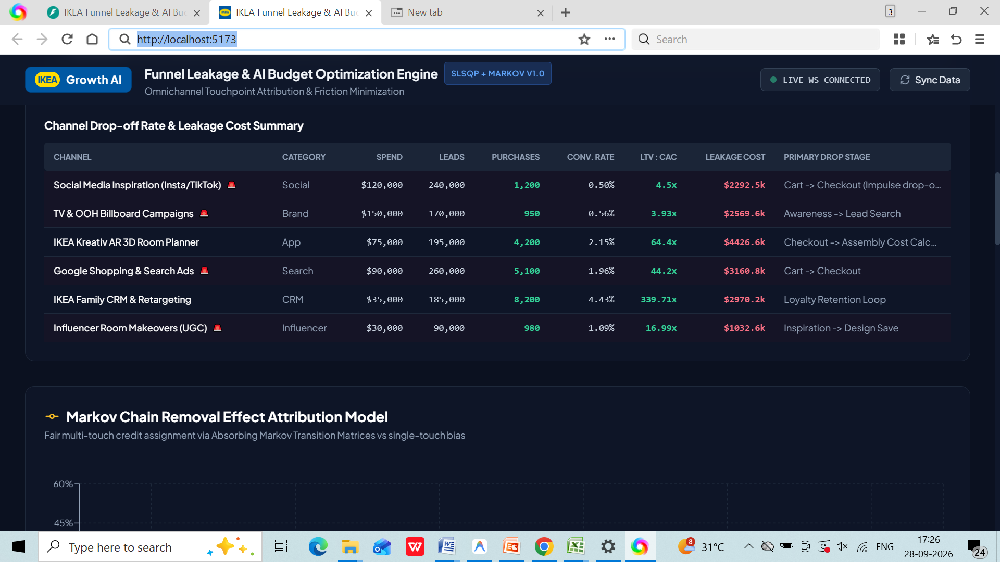 IKEA Funnel Leakage & AI Bu
IKEA Funnel Leakage & AI Bu
New tab
3
http://localhost:5173
Search
IKEA Growth AI
Funnel Leakage & AI Budget Optimization Engine
SLSQP + MARKOV V1.0
Omnichannel Touchpoint Attribution & Friction Minimization
LIVE WS CONNECTED
Sync Data
Channel Drop-off Rate & Leakage Cost Summary
CHANNEL CATEGORY SPEND LEADS PURCHASES CONV. RATE LTV : CAC LEAKAGE COST PRIMARY DROP STAGE
Social Media Inspiration (Insta/TikTok) Social $120,000 240,000 1,200 0.50% 4.5x $2292.5k Cart -> Checkout (Impulse drop-o...
TV & OOH Billboard Campaigns Brand $150,000 170,000 950 0.56% 3.93x $2569.6k Awareness -> Lead Search
IKEA Kreativ AR 3D Room Planner App $75,000 195,000 4,200 2.15% 64.4x $4426.6k Checkout -> Assembly Cost Calc...
Google Shopping & Search Ads Search $90,000 260,000 5,100 1.96% 44.2x $3160.8k Cart -> Checkout
IKEA Family CRM & Retargeting CRM $35,000 185,000 8,200 4.43% 339.71x $2970.2k Loyalty Retention Loop
Influencer Room Makeovers (UGC) Influencer $30,000 90,000 980 1.09% 16.99x $1032.6k Inspiration -> Design Save
Markov Chain Removal Effect Attribution Model
Fair multi-touch credit assignment via Absorbing Markov Transition Matrices vs single-touch bias
60%
45%
Type here to search
8
31°C
ENG
17:26
28-09-2026
24